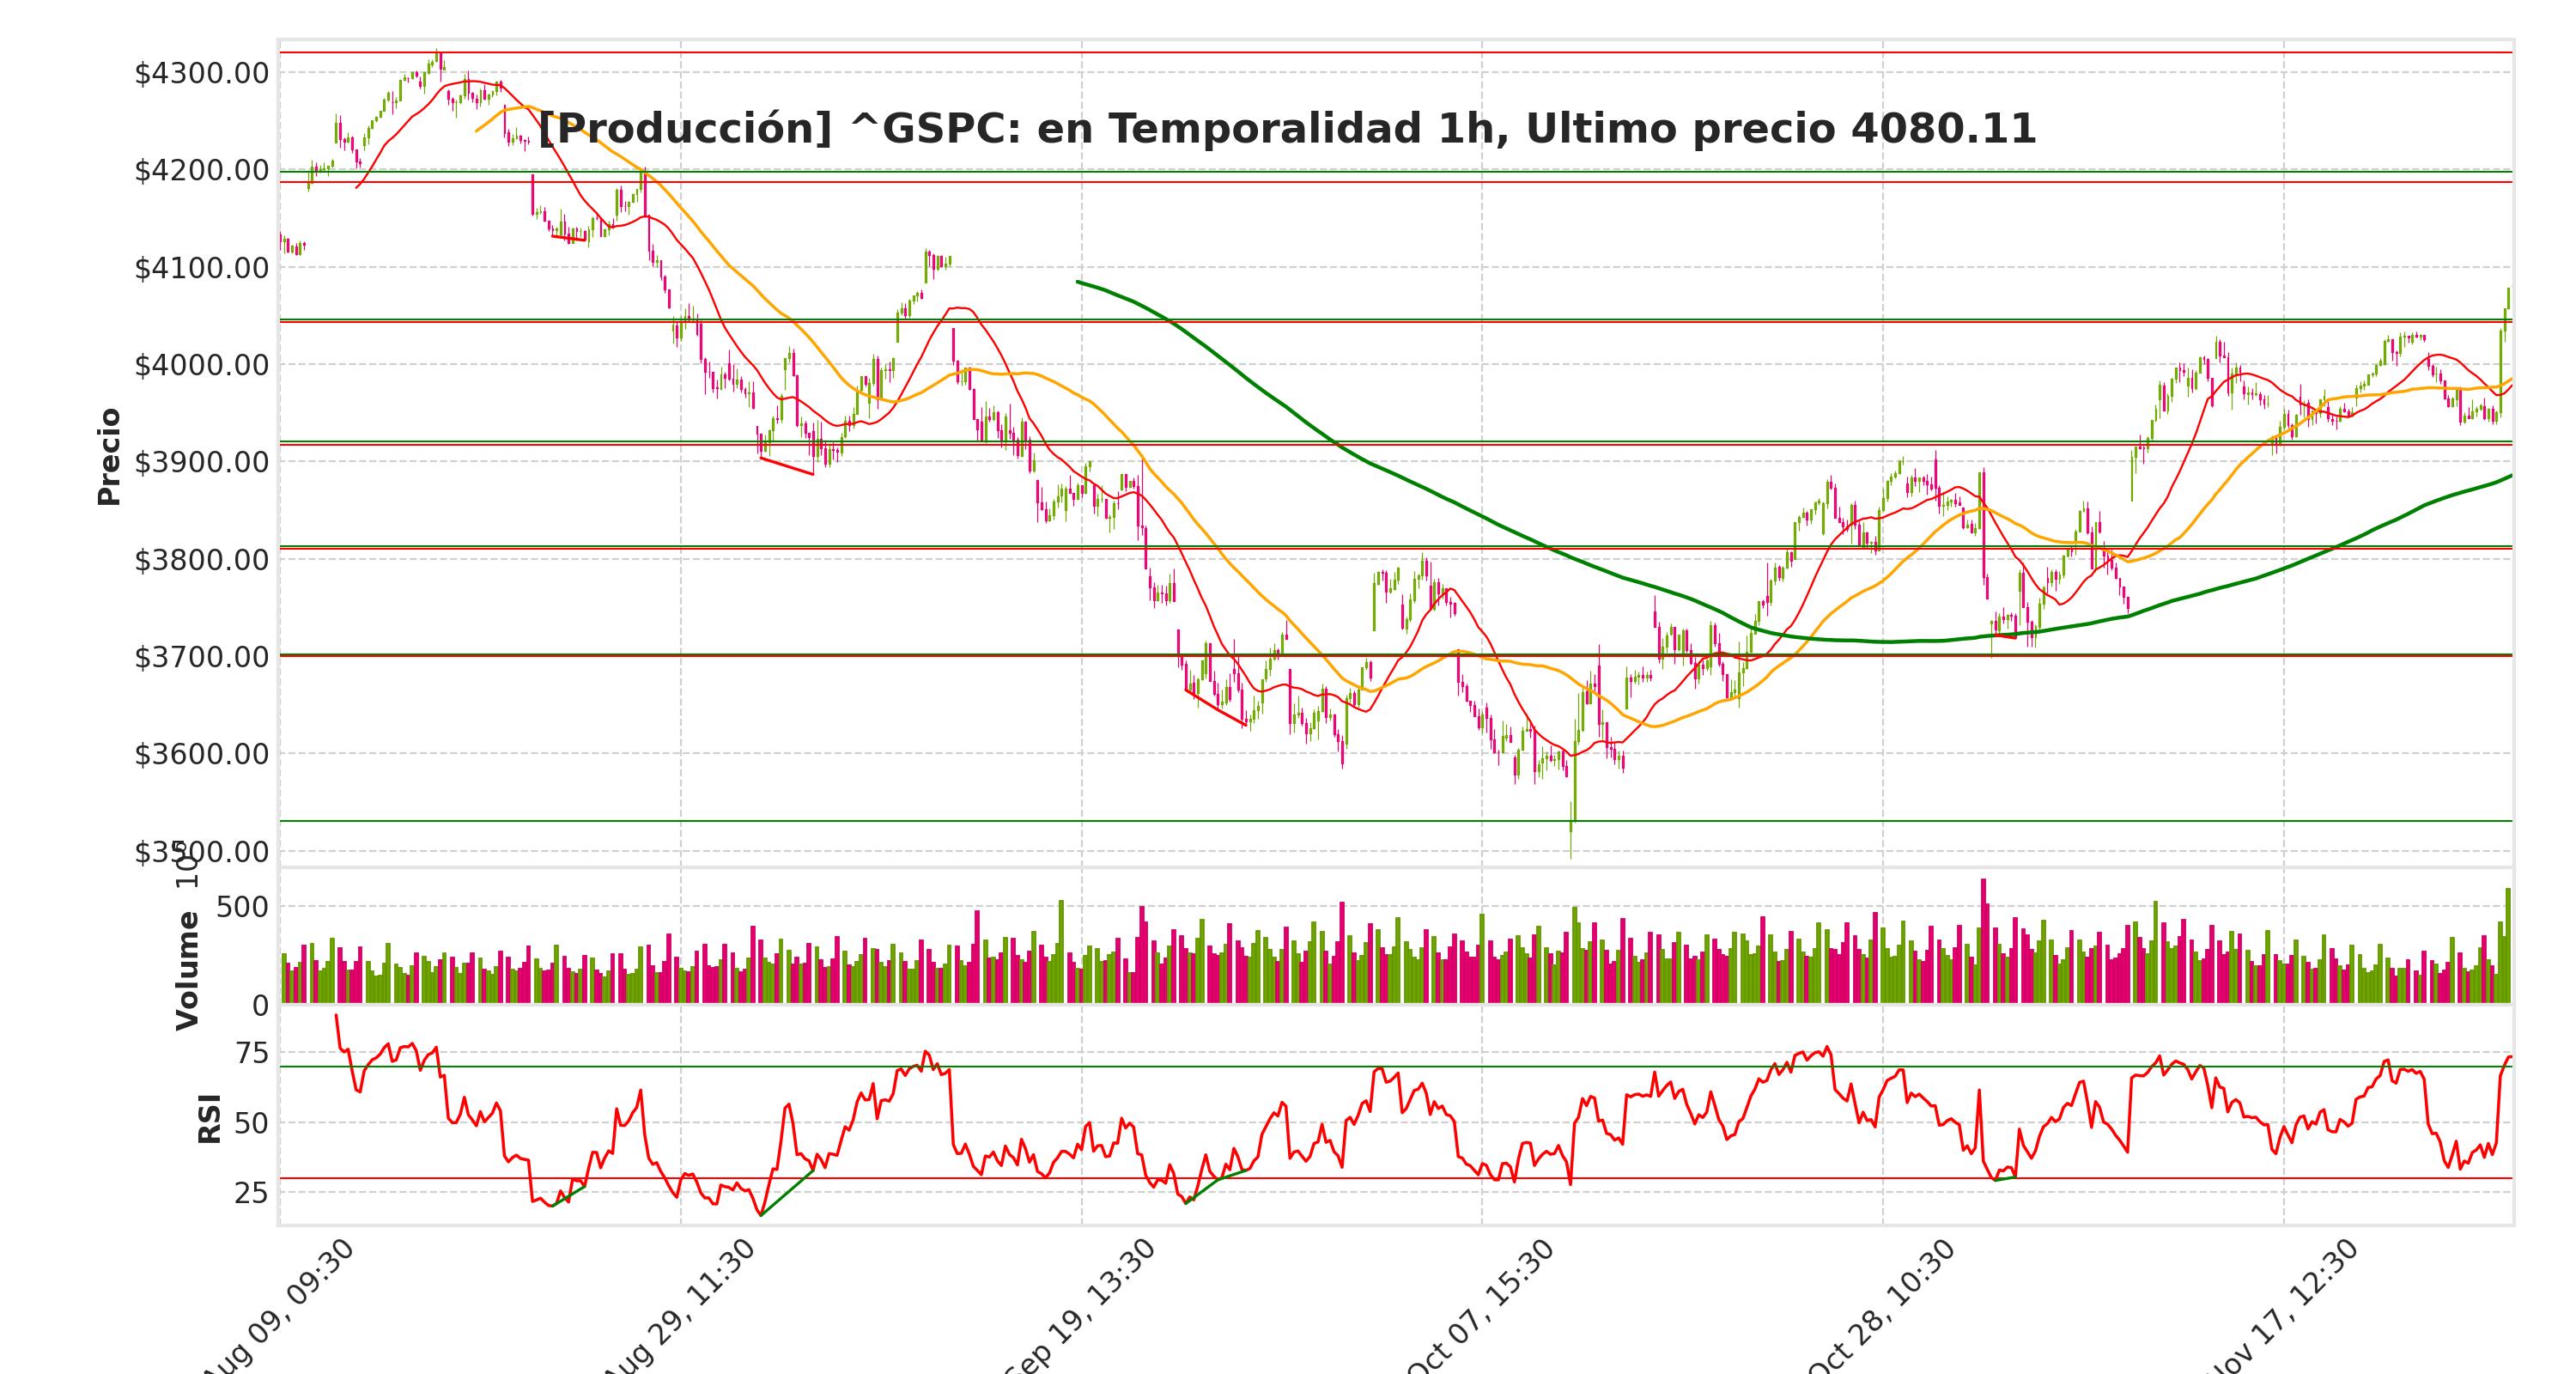 [Producción] ^GSPC: en Temporalidad 1h, Ultimo precio 4080.11
Precio
$4300.00
$4200.00
$4100.00
$4000.00
$3900.00
$3800.00
$3700.00
$3600.00
$3500.00
Volume
500
0
RSI
75
50
25
Aug 09, 09:30
Aug 29, 11:30
Sep 19, 13:30
Oct 07, 15:30
Oct 28, 10:30
Nov 17, 12:30